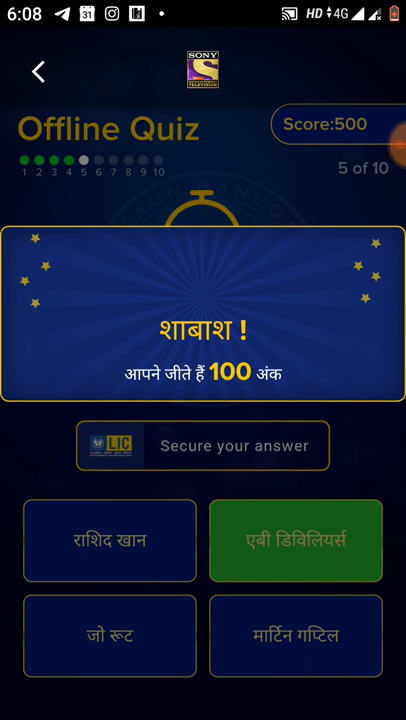 6:08
31
HD 4G
SONY
ENTERTAINMENT
TELEVISION
Offline Quiz
Score:500
1 2 3 4 5 6 7 8 9 10
5 of 10
शाबाश !
आपने जीते हैं 100 अंक
LIC
Secure your answer
राशिद खान
एबी डिविलियर्स
जो रूट
मार्टिन गप्टिल